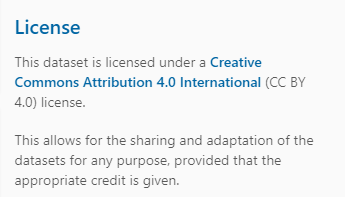 License
This dataset is licensed under a Creative
Commons Attribution 4.0 International (CC BY
4.0) license.
This allows for the sharing and adaptation of the
datasets for any purpose, provided that the
appropriate credit is given.